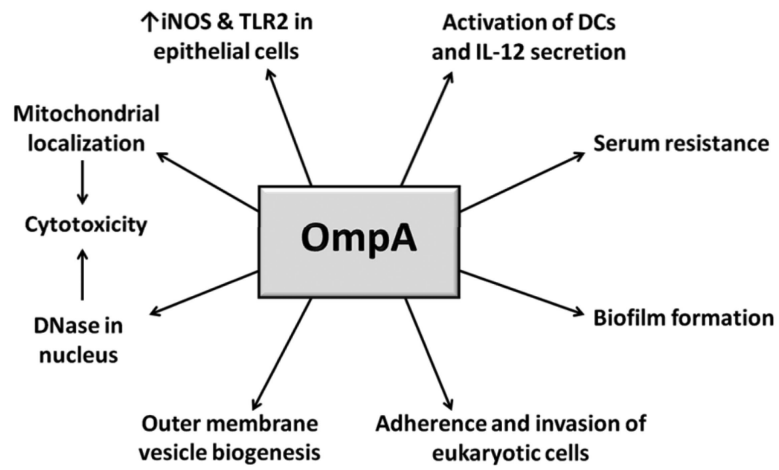 ↑iNOS & TLR2 in
epithelial cells
Activation of DCs
and IL-12 secretion
Mitochondrial
localization
Serum resistance
Cytotoxicity
OmpA
DNase in
nucleus
Biofilm formation
Outer membrane
vesicle biogenesis
Adherence and invasion of
eukaryotic cells